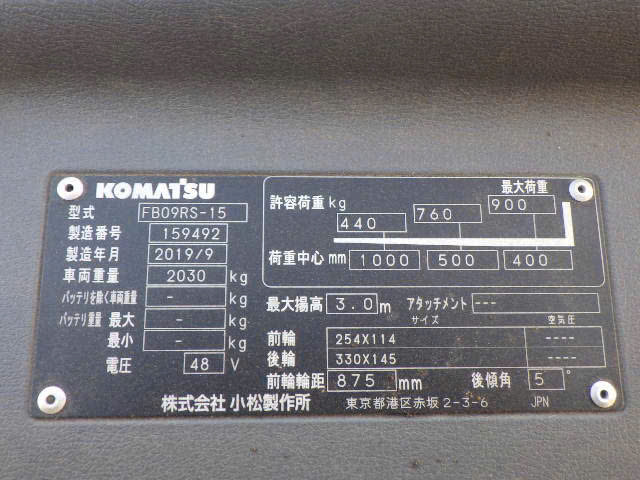 KOMATSU
型式 FB09RS-15
製造番号 159492
製造年月 2019/9
車両重量 2030 kg
バッテリを除く車両重量 - kg
バッテリ重量 最大 - kg
最小 - kg
電圧 48 V
最大荷重
許容荷重 kg 440 760 900
荷重中心 mm 1000 500 400
最大揚高 3.0 m アタッチメント ---
サイズ 空気圧
前輪 254X114 ----
後輪 330X145 ----
前輪輪距 875 mm 後傾角 5°
株式会社 小松製作所 東京都港区赤坂2-3-6 JPN